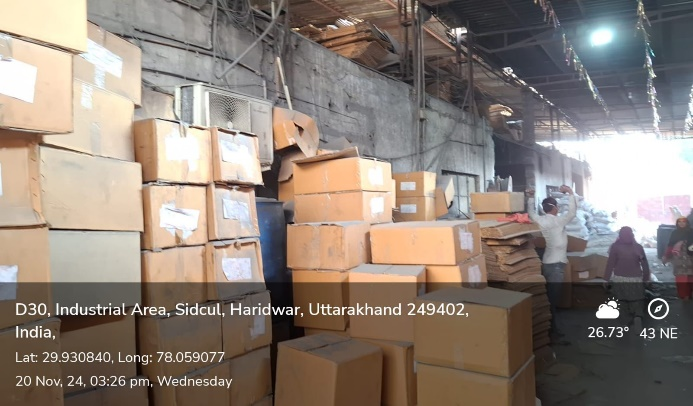 D30, Industrial Area, Sidcul, Haridwar, Uttarakhand 249402,
India,
Lat: 29.930840, Long: 78.059077
20 Nov, 24, 03:26 pm, Wednesday
26.73° 43 NE